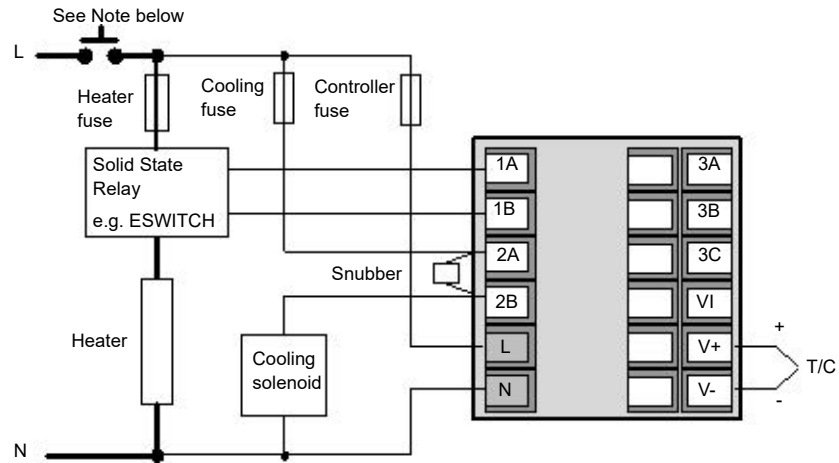 See Note below
L
Heater
fuse
Cooling
fuse
Controller
fuse
Solid State
Relay
e.g. ESWITCH
1A
3A
1B
3B
2A
3C
Snubber
2B
VI
Heater
Cooling
solenoid
L
V+
+
T/C
N
V-
-
N